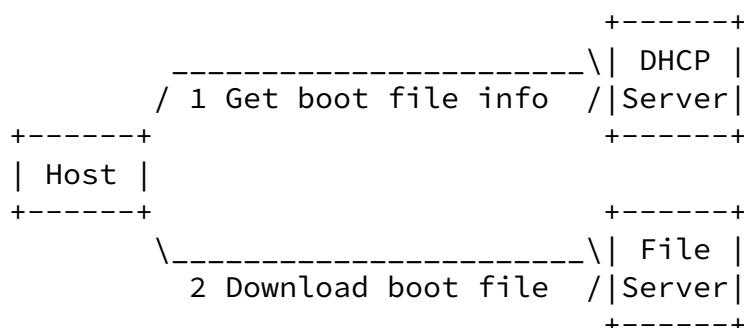 DHCP
1 Get boot file info Server
Host
File
2 Download boot file Server